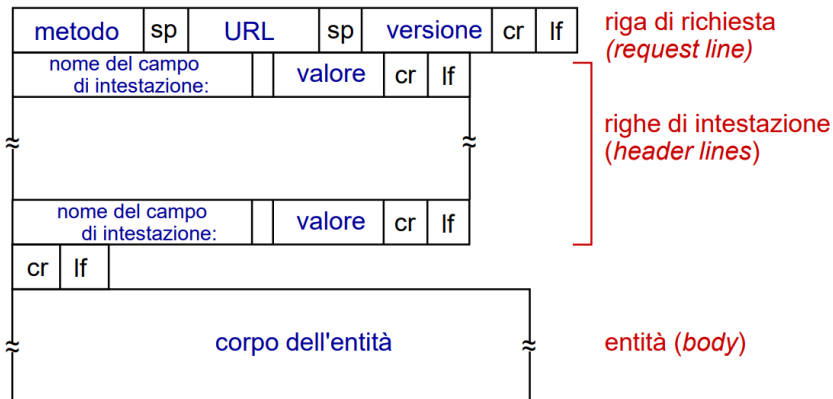 metodo sp URL sp versione cr lf
riga di richiesta
(request line)
nome del campo
di intestazione:
valore cr lf
righe di intestazione
(header lines)
nome del campo
di intestazione:
valore cr lf
cr lf
corpo dell'entità
entità (body)